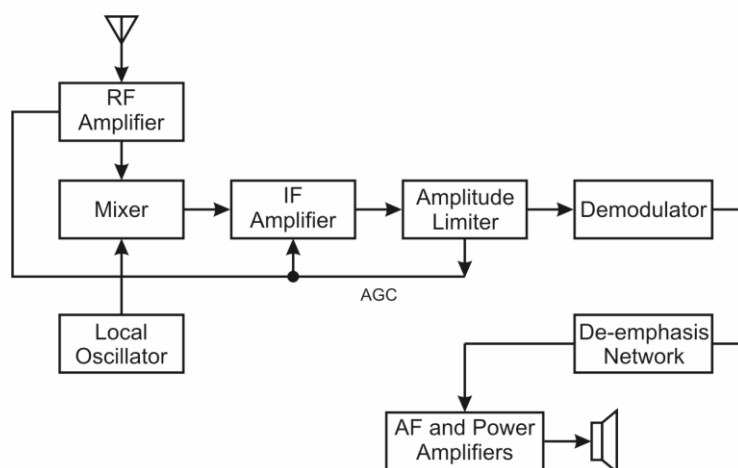 RF
Amplifier
Mixer
IF
Amplifier
Amplitude
Limiter
Demodulator
AGC
Local
Oscillator
De-emphasis
Network
AF and Power
Amplifiers